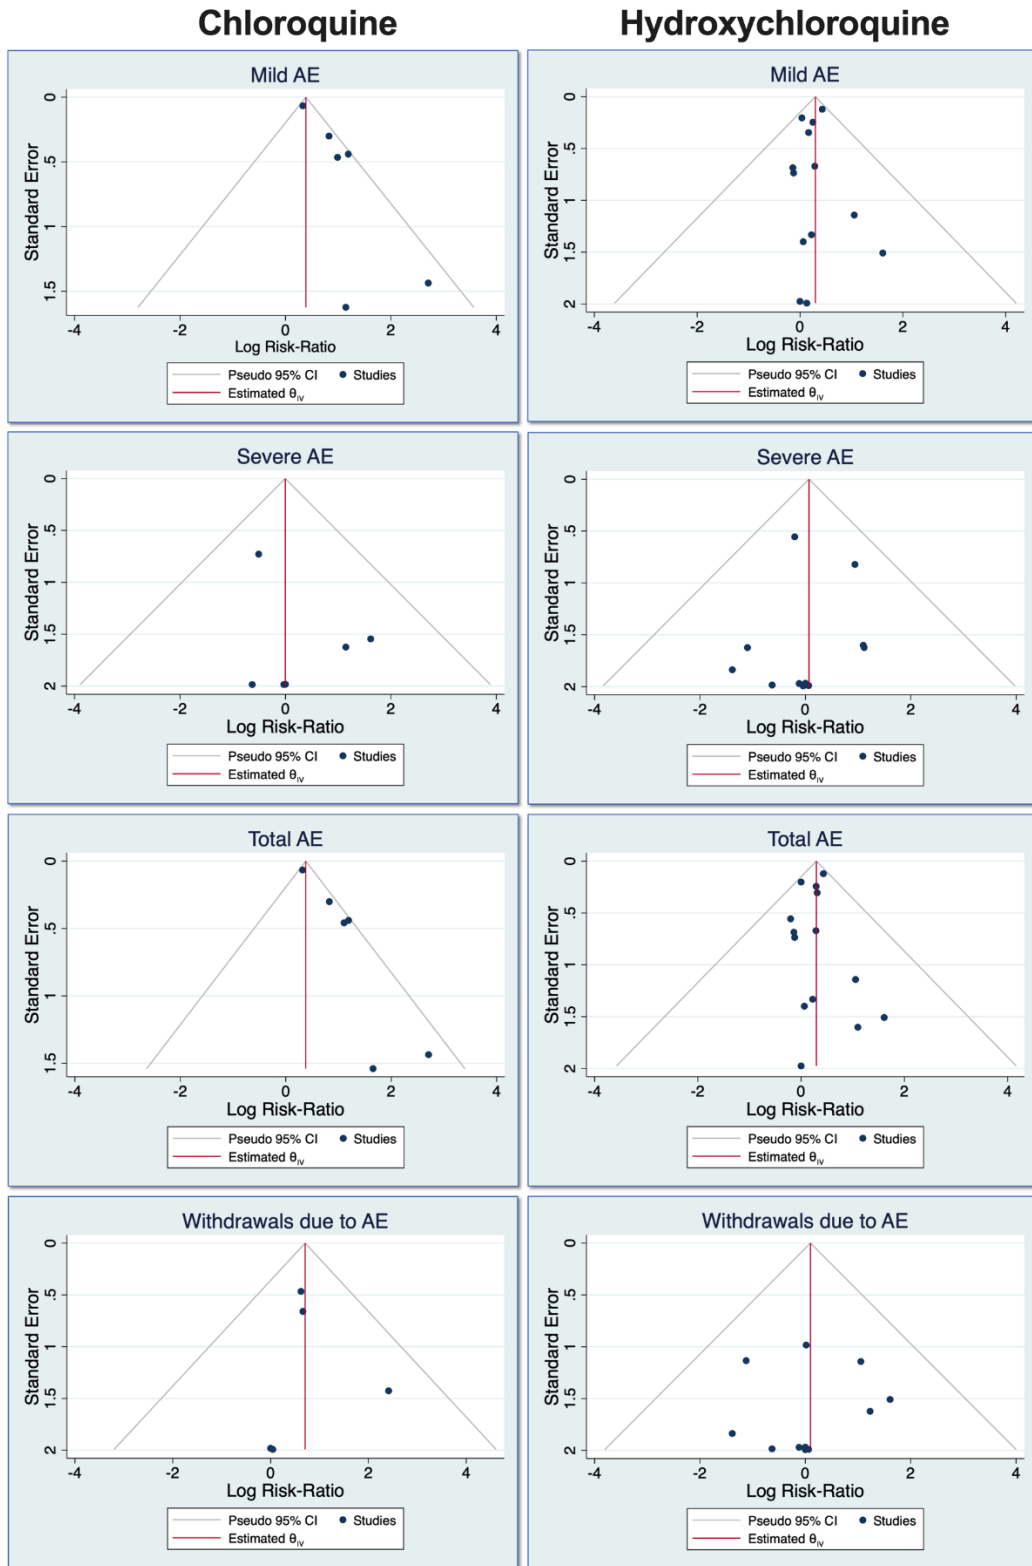 Chloroquine
Hydroxychloroquine
Mild AE
Standard Error
0
.5
1
1.5
-4
-2
0
2
4
Log Risk-Ratio
Pseudo 95% CI
Studies
Estimated θIV
Mild AE
Standard Error
0
.5
1
1.5
2
-4
-2
0
2
4
Log Risk-Ratio
Pseudo 95% CI
Studies
Estimated θIV
Severe AE
Standard Error
0
.5
1
1.5
2
-4
-2
0
2
4
Log Risk-Ratio
Pseudo 95% CI
Studies
Estimated θIV
Severe AE
Standard Error
0
.5
1
1.5
2
-4
-2
0
2
4
Log Risk-Ratio
Pseudo 95% CI
Studies
Estimated θIV
Total AE
Standard Error
0
.5
1
1.5
-4
-2
0
2
4
Log Risk-Ratio
Pseudo 95% CI
Studies
Estimated θIV
Total AE
Standard Error
0
.5
1
1.5
2
-4
-2
0
2
4
Log Risk-Ratio
Pseudo 95% CI
Studies
Estimated θIV
Withdrawals due to AE
Standard Error
0
.5
1
1.5
2
-4
-2
0
2
4
Log Risk-Ratio
Pseudo 95% CI
Studies
Estimated θIV
Withdrawals due to AE
Standard Error
0
.5
1
1.5
2
-4
-2
0
2
4
Log Risk-Ratio
Pseudo 95% CI
Studies
Estimated θIV